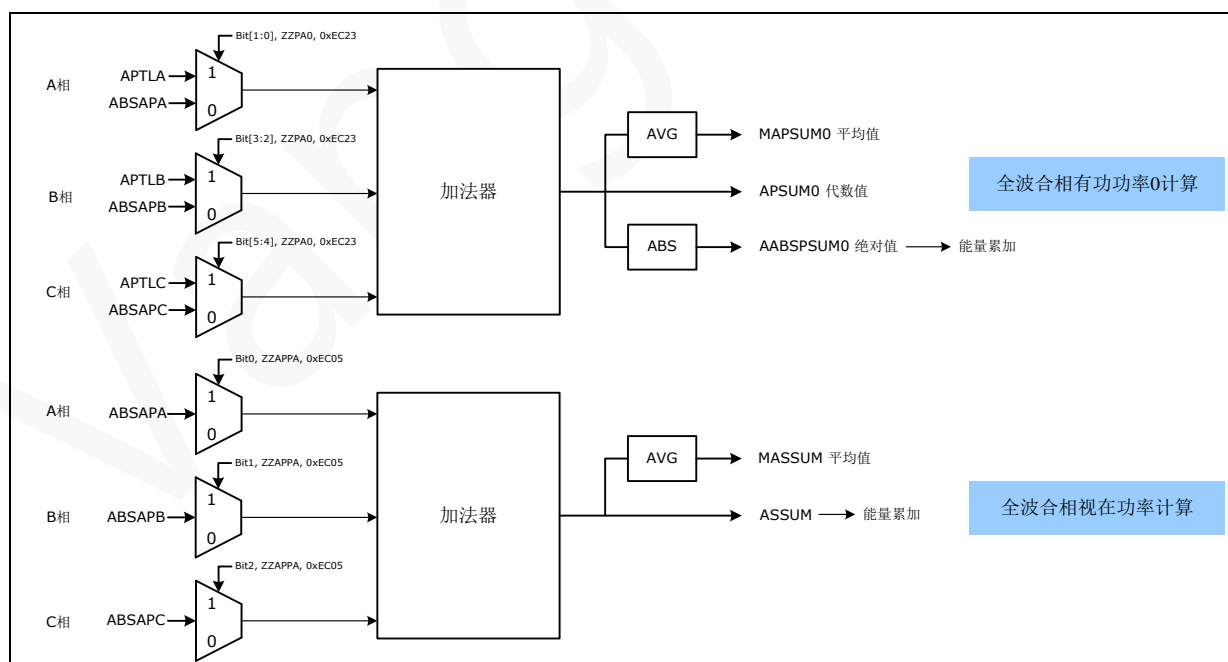 Bit[1:0], ZZPA0, 0xEC23
A相
APTLA
1
ABSAPA
0
Bit[3:2], ZZPA0, 0xEC23
B相
APTLB
1
ABSAPB
0
Bit[5:4], ZZPA0, 0xEC23
C相
APTLC
1
ABSAPC
0
加法器
AVG
MAPSUM0 平均值
APSUM0 代数值
ABS
AABSPSUM0 绝对值
能量累加
全波合相有功功率0计算
Bit0, ZZAPPA, 0xEC05
A相
ABSAPA
1
0
Bit1, ZZAPPA, 0xEC05
B相
ABSAPB
1
0
Bit2, ZZAPPA, 0xEC05
C相
ABSAPC
1
0
加法器
AVG
MASSUM 平均值
ASSUM
能量累加
全波合相视在功率计算
Vang